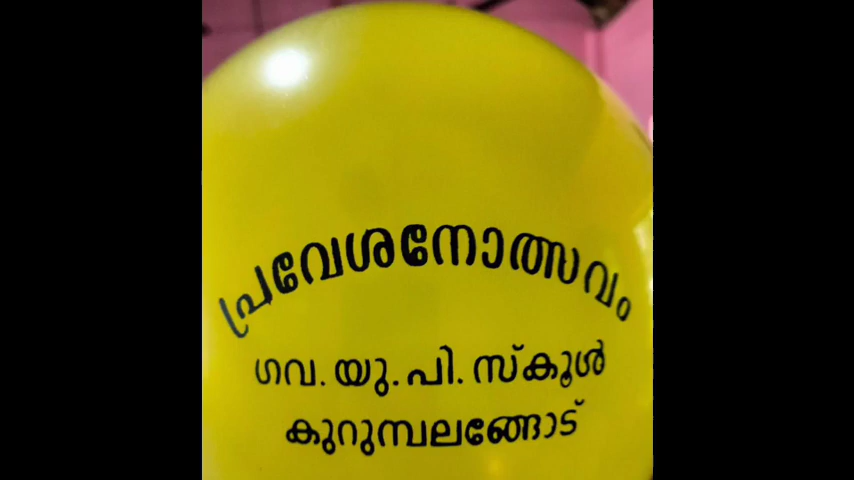 പ്രവേശനോത്സവം
ഗവ. യു. പി. സ്കൂൾ
കുറുമ്പലങ്ങോട്